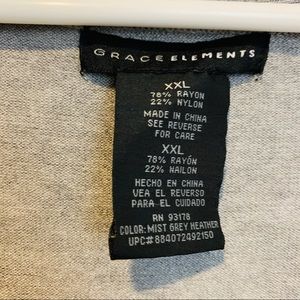 GRACE ELEMENTS
XXL
78% RAYON
22% NYLON
MADE IN CHINA
SEE REVERSE
FOR CARE
XXL
78% RAYÓN
22% NAILON
HECHO EN CHINA
VEA EL REVESO
PARA EL CUIDADO
RN 93178
COLOR: MIST GREY HEATHER
UPC#884072492150